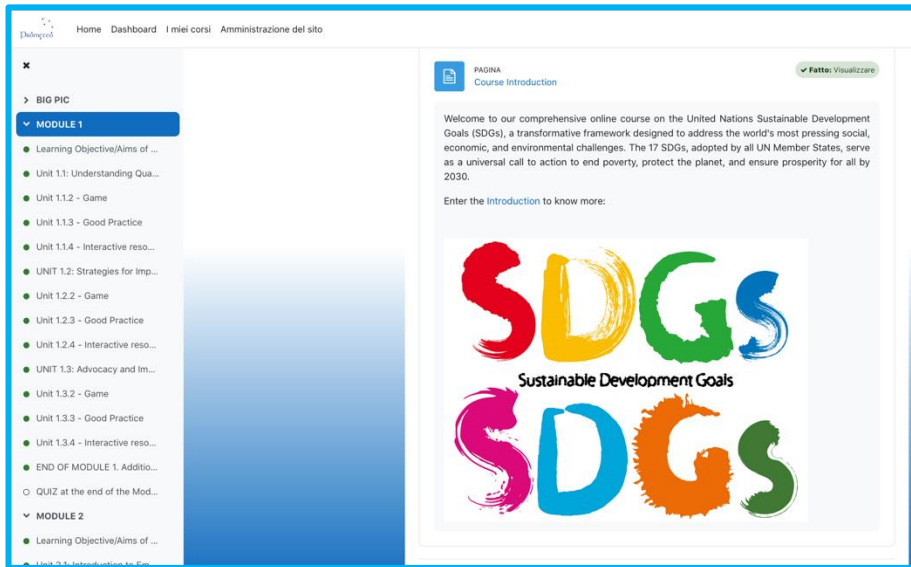 Home Dashboard I miei corsi Amministrazione del sito
BIG PIC
MODULE 1
Learning Objective/Aims of ...
Unit 1.1: Understanding Qua...
Unit 1.1.2 - Game
Unit 1.1.3 - Good Practice
Unit 1.1.4 - Interactive reso...
UNIT 1.2: Strategies for Imp...
Unit 1.2.2 - Game
Unit 1.2.3 - Good Practice
Unit 1.2.4 - Interactive reso...
UNIT 1.3: Advocacy and Im...
Unit 1.3.2 - Game
Unit 1.3.3 - Good Practice
Unit 1.3.4 - Interactive reso...
END OF MODULE 1. Additio...
QUIZ at the end of the Mod...
MODULE 2
Learning Objective/Aims of ...
Unit 2.1: Introduction to Em...
PAGINA
Course Introduction
Fatto: Visualizzare
Welcome to our comprehensive online course on the United Nations Sustainable Development
Goals (SDGs), a transformative framework designed to address the world's most pressing social,
economic, and environmental challenges. The 17 SDGs, adopted by all UN Member States, serve
as a universal call to action to end poverty, protect the planet, and ensure prosperity for all by
2030.
Enter the Introduction to know more:
SDGs
Sustainable Development Goals
SDGs